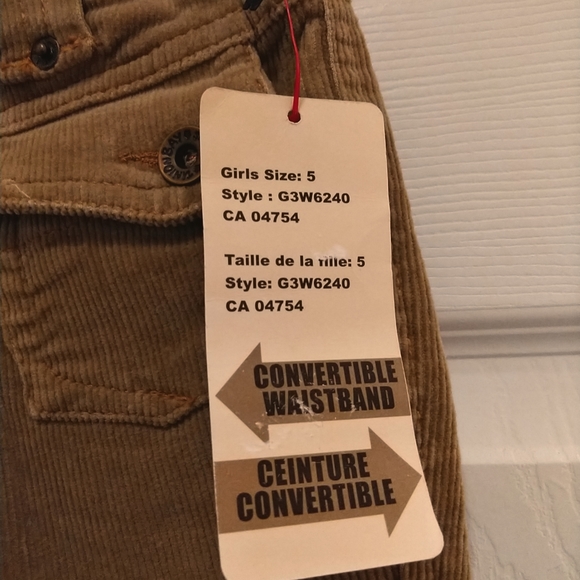 UNIONBAY
Girls Size: 5
Style : G3W6240
CA 04754
Taille de la fille: 5
Style: G3W6240
CA 04754
CONVERTIBLE
WAISTBAND
CEINTURE
CONVERTIBLE